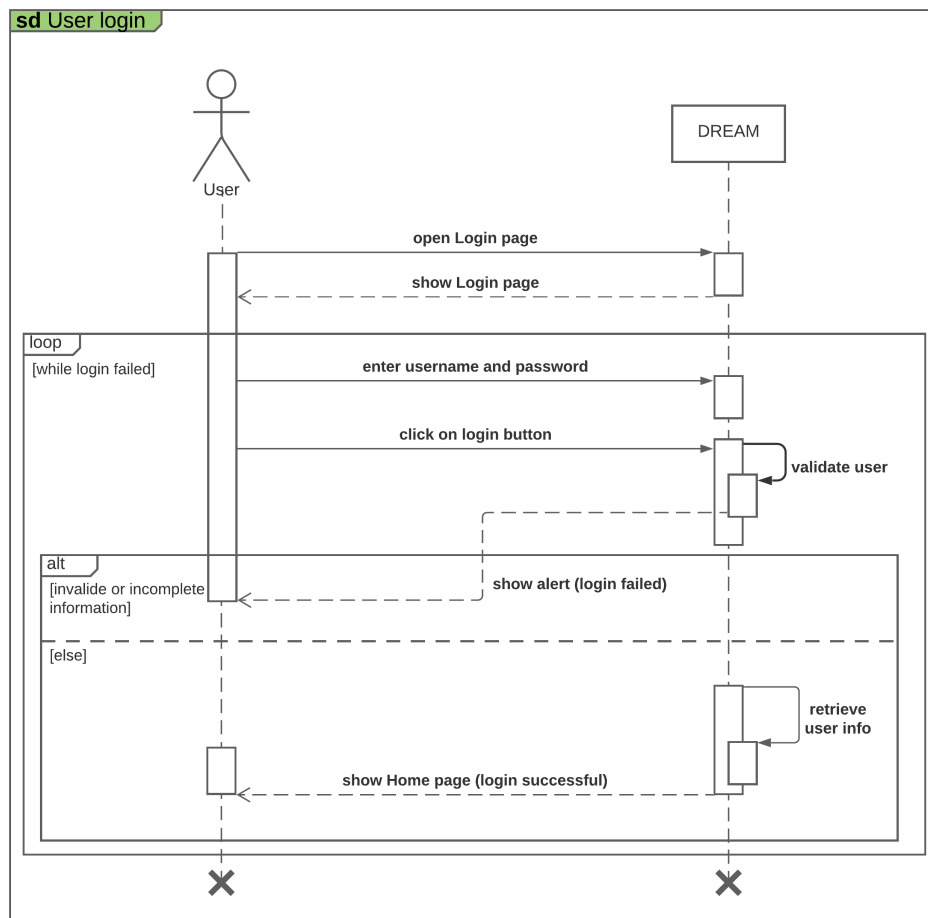 sd User login
User
DREAM
open Login page
show Login page
loop
[while login failed]
enter username and password
click on login button
validate user
alt
[invalide or incomplete
information]
show alert (login failed)
[else]
retrieve
user info
show Home page (login successful)